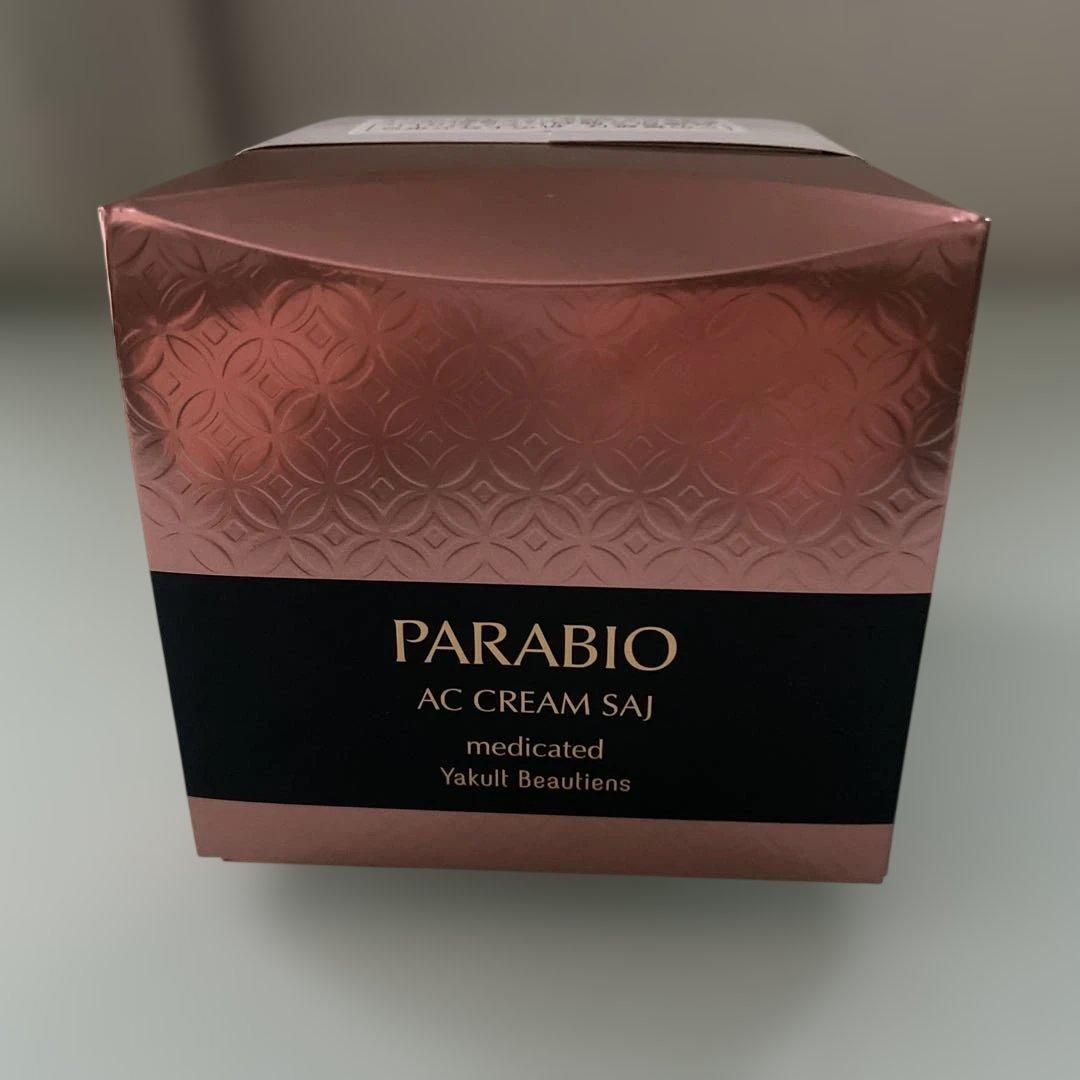 PARABIO
AC CREAM SAJ
medicated
Yakult Beautiens